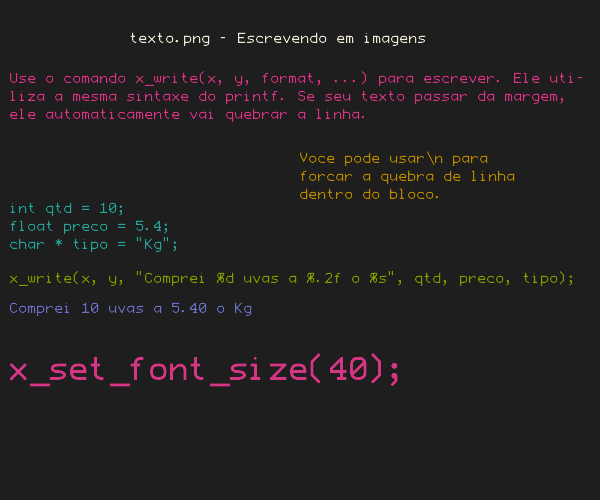 texto.png - Escrevendo em imagens
Use o comando x_write(x, y, format, ...) para escrever. Ele uti-
liza a mesma sintaxe do printf. Se seu texto passar da margem,
ele automaticamente vai quebrar a linha.
Voce pode usar\n para
forcar a quebra de linha
dentro do bloco.
int qtd = 10;
float preco = 5.4;
char * tipo = "Kg";
x_write(x, y, "Comprei %d uvas a %.2f o %s", qtd, preco, tipo);
Comprei 10 uvas a 5.40 o Kg
x_set_font_size(40);